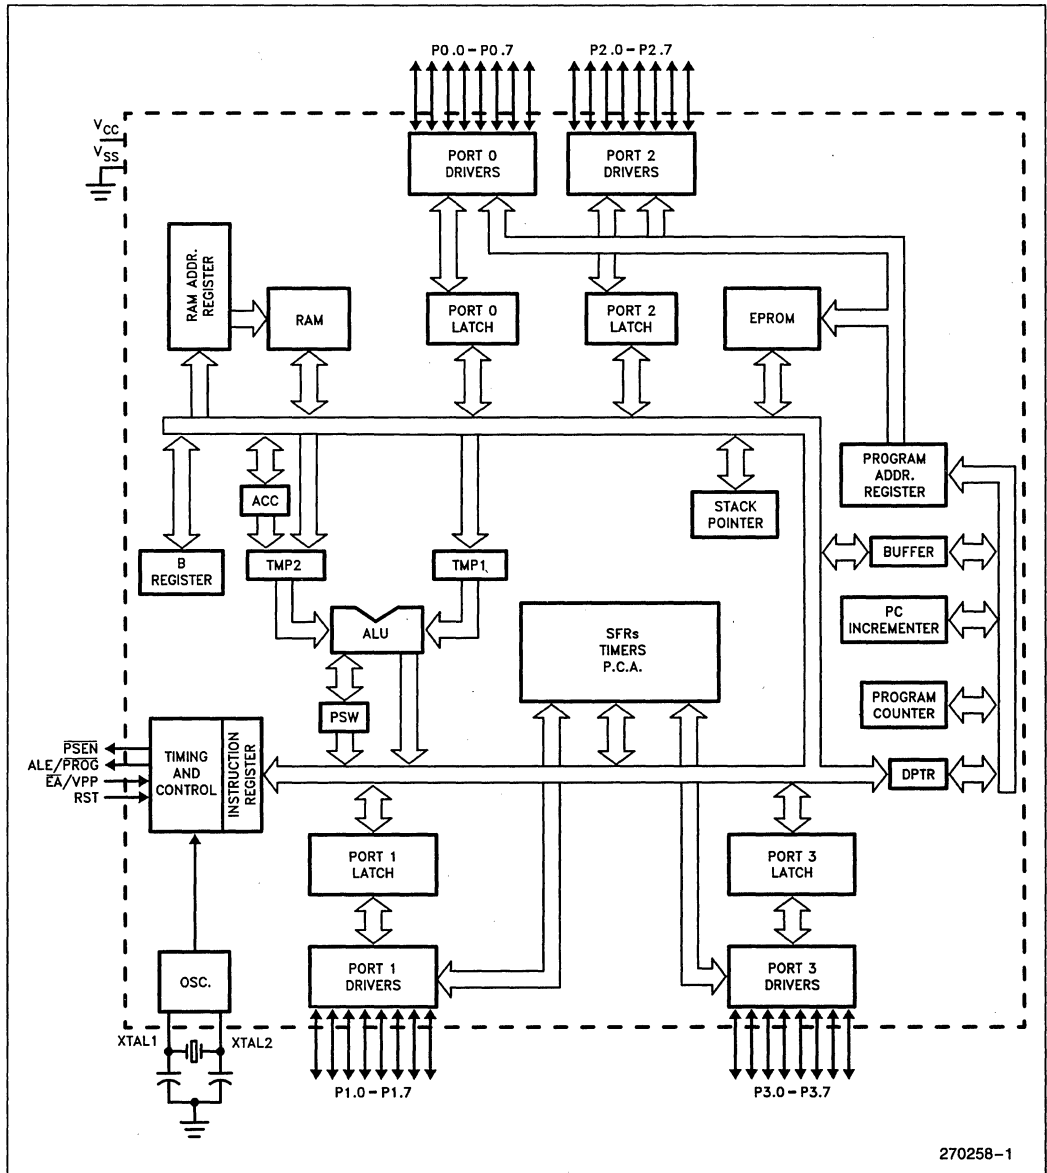 P0.0–P0.7
P2.0–P2.7
VCC
VSS
PORT 0
DRIVERS
PORT 2
DRIVERS
RAM ADDR.
REGISTER
RAM
PORT 0
LATCH
PORT 2
LATCH
EPROM
PROGRAM
ADDR.
REGISTER
ACC
STACK
POINTER
B
REGISTER
TMP2
TMP1
BUFFER
ALU
SFRs
TIMERS
P.C.A.
PC
INCREMENTER
PSW
PROGRAM
COUNTER
PSEN
ALE/PROG
EA/VPP
RST
TIMING
AND
CONTROL
INSTRUCTION
REGISTER
DPTR
PORT 1
LATCH
PORT 3
LATCH
OSC.
PORT 1
DRIVERS
PORT 3
DRIVERS
XTAL1
XTAL2
P1.0–P1.7
P3.0–P3.7
270258–1